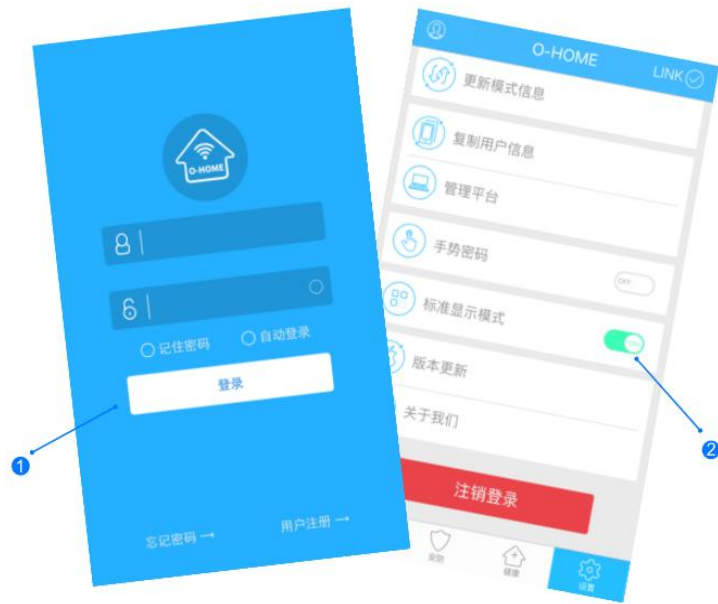 O-HOME
记住密码
自动登录
登录
忘记密码 →
用户注册 →
1
O-HOME
LINK
更新模式信息
复制用户信息
管理平台
手势密码
OFF
标准显示模式
版本更新
关于我们
注销登录
安防
健康
设置
2